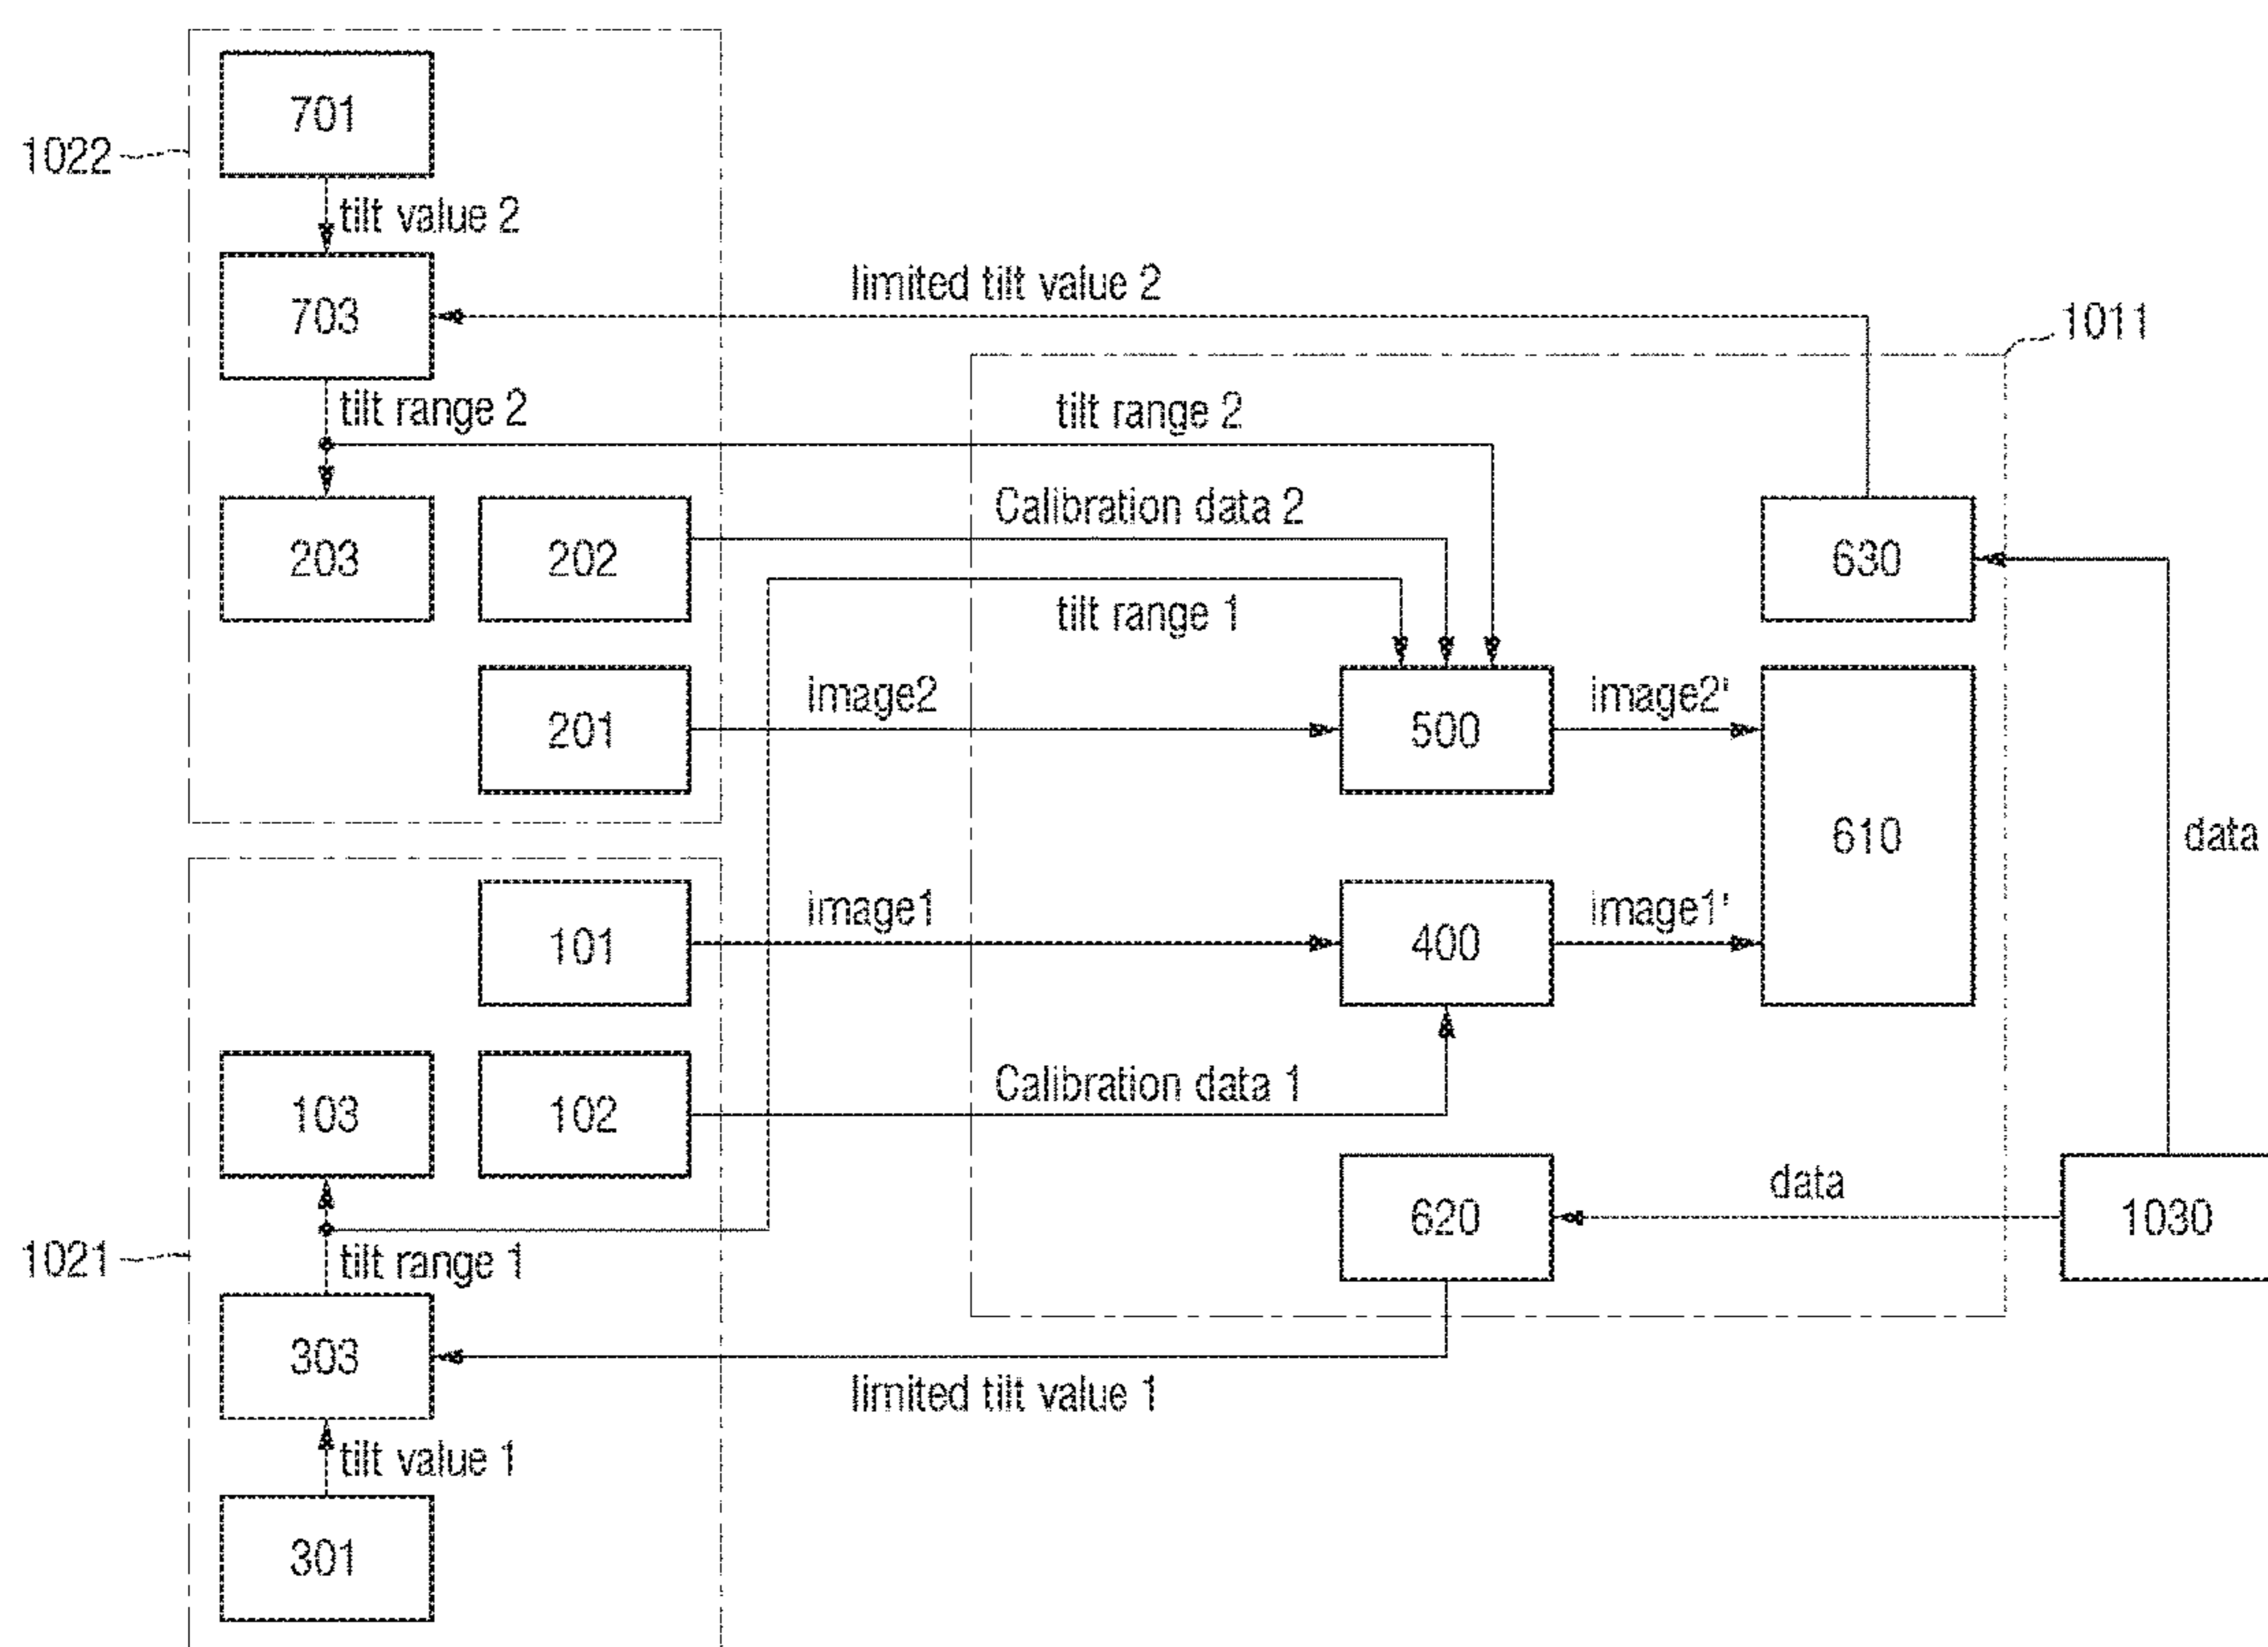 701
1022
tilt value 2
limited tilt value 2
703
1011
tilt range 2
tilt range 2
Calibration data 2
203
202
630
tilt range 1
image2
image2'
201
500
610
data
image1
image1'
101
400
Calibration data 1
103
102
data
620
1030
1021
tilt range 1
303
limited tilt value 1
tilt value 1
301